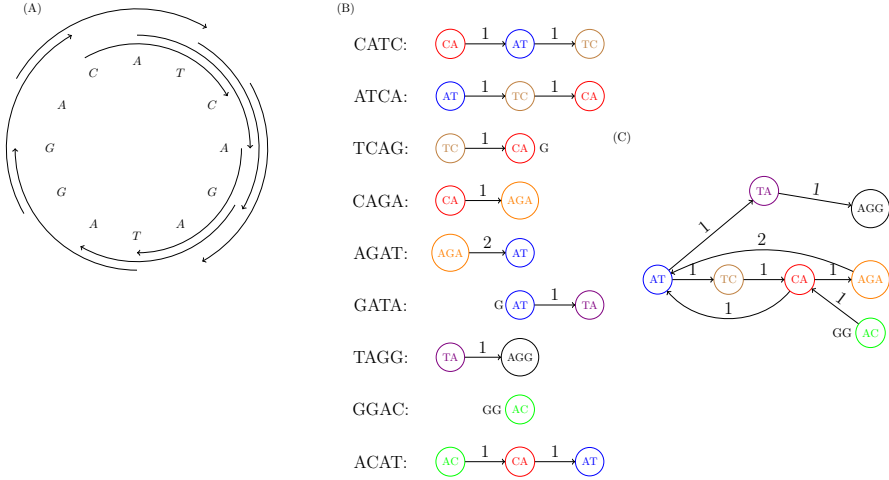 (A)
A
T
C
A
G
A
T
A
G
G
A
C
(B)
CATC: CA 1 AT 1 TC
ATCA: AT 1 TC 1 CA
TCAG: TC 1 CA G
CAGA: CA 1 AGA
AGAT: AGA 2 AT
GATA: G AT 1 TA
TAGG: TA 1 AGG
GGAC: GG AC
ACAT: AC 1 CA 1 AT
(C)
TA 1 AGG
1
2
AT 1 TC 1 CA 1 AGA
1 1
GG AC